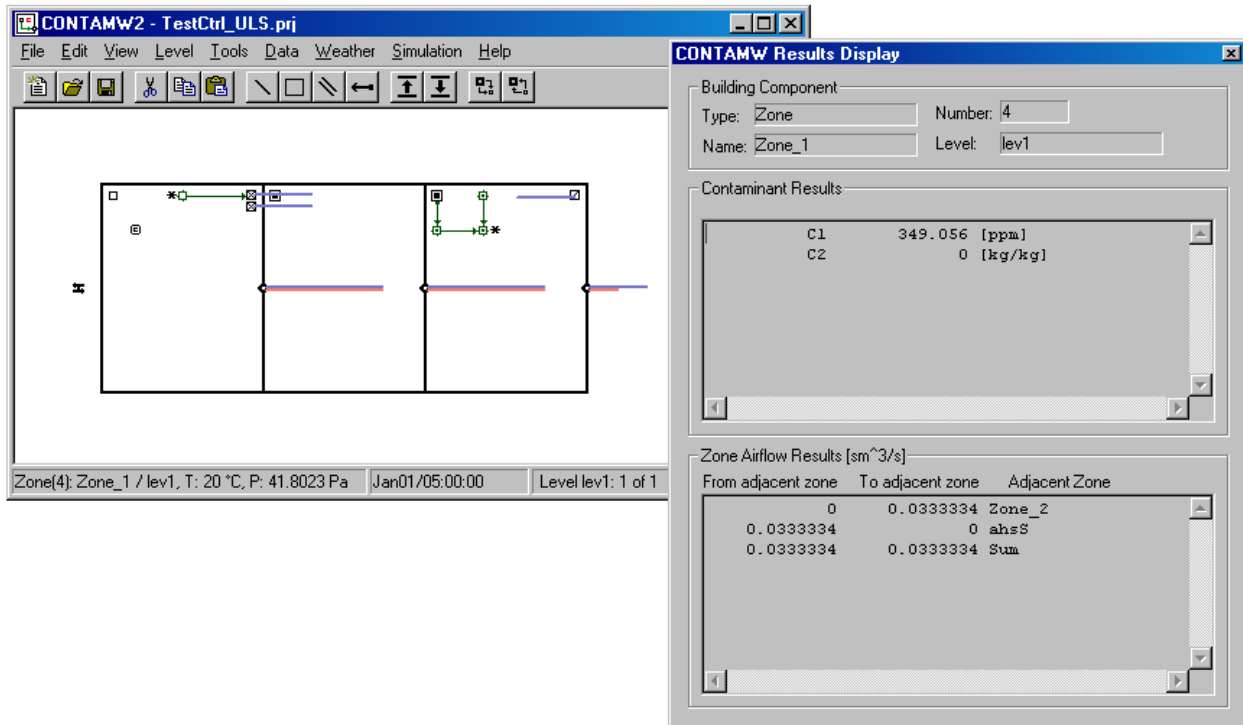 CONTAMW2 - TestCtrl_ULS.prj
File Edit View Level Tools Data Weather Simulation Help
Zone(4): Zone_1 / lev1, T: 20 °C, P: 41.8023 Pa Jan01/05:00:00 Level lev1: 1 of 1
CONTAMW Results Display
Building Component
Type: Zone Number: 4
Name: Zone_1 Level: lev1
Contaminant Results
C1 349.056 [ppm]
C2 0 [kg/kg]
Zone Airflow Results [sm^3/s]
From adjacent zone To adjacent zone Adjacent Zone
0 0.0333334 Zone_2
0.0333334 0 ahsS
0.0333334 0.0333334 Sum